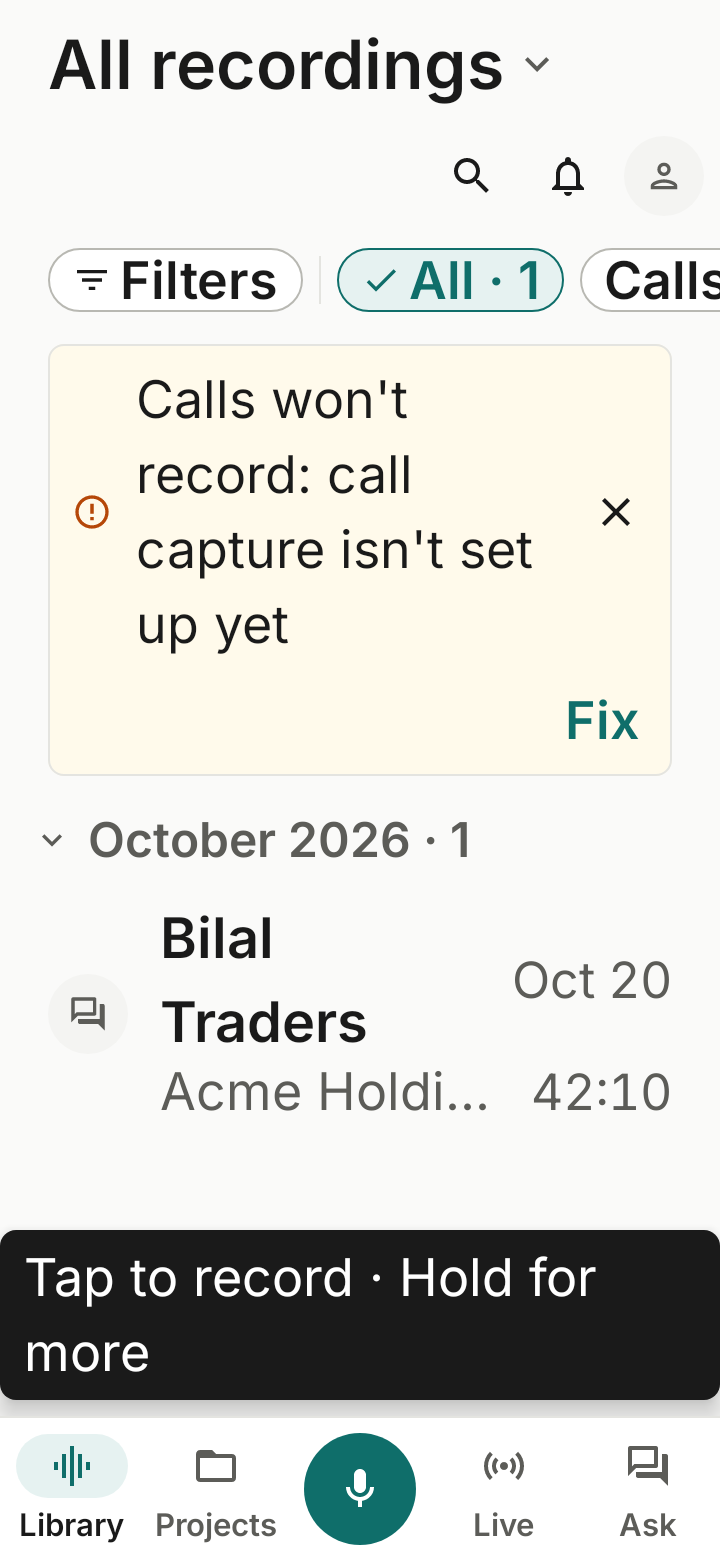 All recordings
Filters
All · 1
Calls
Calls won't
record: call
capture isn't set
up yet
Fix
October 2026 · 1
Bilal
Traders
Oct 20
Acme Holdi...
42:10
Tap to record · Hold for
more
Library
Projects
Live
Ask